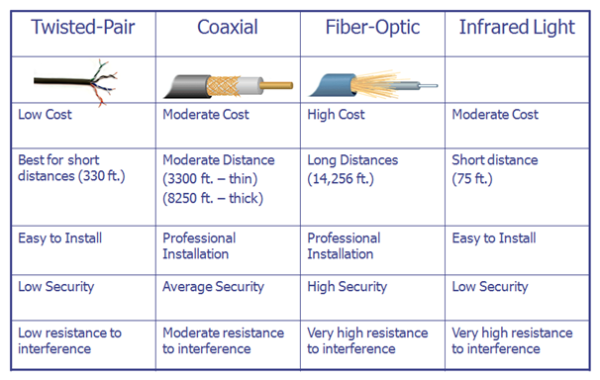 Twisted-Pair Coaxial Fiber-Optic Infrared Light
Low Cost Moderate Cost High Cost Moderate Cost
Best for short Moderate Distance Long Distances Short distance
distances (330 ft.) (3300 ft. – thin) (14,256 ft.) (75 ft.)
(8250 ft. – thick)
Easy to Install Professional Professional Easy to Install
Installation Installation
Low Security Average Security High Security Low Security
Low resistance to Moderate resistance Very high resistance Very high resistance
interference to interference to interference to interference